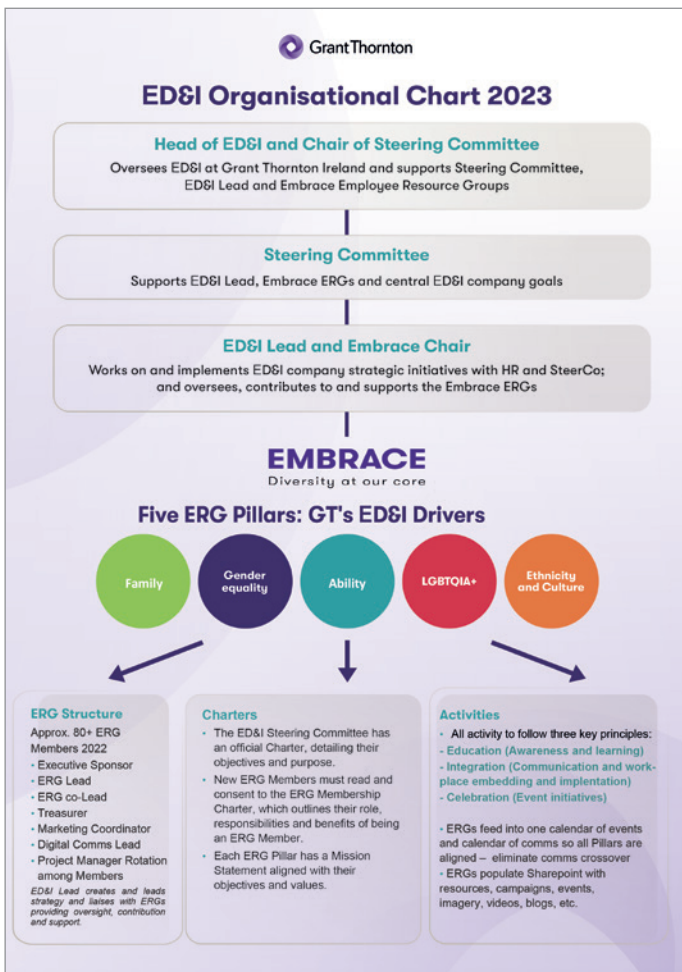 Grant Thornton
ED&I Organisational Chart 2023
Head of ED&I and Chair of Steering Committee
Oversees ED&I at Grant Thornton Ireland and supports Steering Committee,
ED&I Lead and Embrace Employee Resource Groups
Steering Committee
Supports ED&I Lead, Embrace ERGs and central ED&I company goals
ED&I Lead and Embrace Chair
Works on and implements ED&I company strategic initiatives with HR and SteerCo;
and oversees, contributes to and supports the Embrace ERGs
EMBRACE
Diversity at our core
Five ERG Pillars: GT's ED&I Drivers
Family
Gender
equality
Ability
LGBTQIA+
Ethnicity
and Culture
ERG Structure
Approx. 80+ ERG
Members 2022
• Executive Sponsor
• ERG Lead
• ERG co-Lead
• Treasurer
• Marketing Coordinator
• Digital Comms Lead
• Project Manager Rotation
among Members
ED&I Lead creates and leads
strategy and liaises with ERGs
providing oversight, contribution
and support.
Charters
• The ED&I Steering Committee has
an official Charter, detailing their
objectives and purpose.
• New ERG Members must read and
consent to the ERG Membership
Charter, which outlines their role,
responsibilities and benefits of being
an ERG Member.
• Each ERG Pillar has a Mission
Statement aligned with their
objectives and values.
Activities
• All activity to follow three key principles:
- Education (Awareness and learning)
- Integration (Communication and work-
place embedding and implentation)
- Celebration (Event initiatives)
• ERGs feed into one calendar of events
and calendar of comms so all Pillars are
aligned – eliminate comms crossover
• ERGs populate Sharepoint with
resources, campaigns, events,
imagery, videos, blogs, etc.